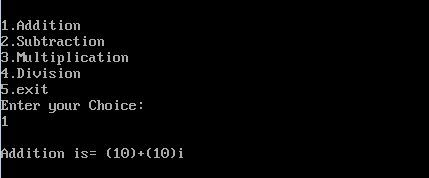 1.Addition
2.Subtraction
3.Multiplication
4.Division
5.exit
Enter your Choice:
1
Addition is= (10)+(10)i